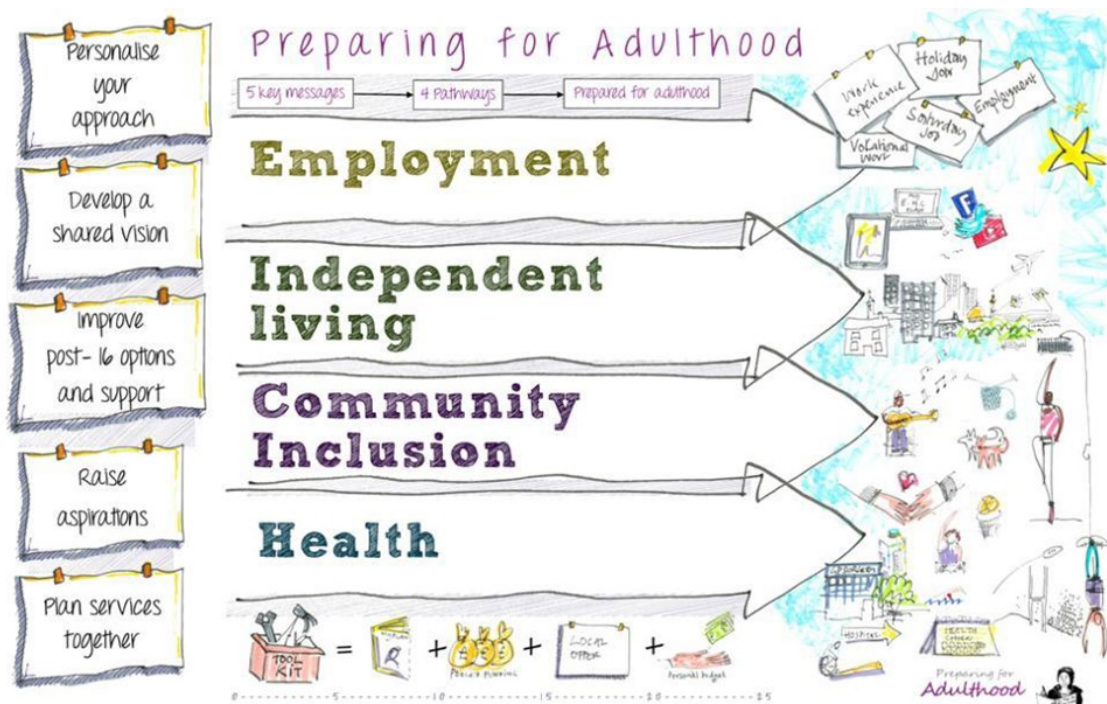 Preparing for Adulthood
5 key messages
4 Pathways
Prepared for adulthood
Personalise
your
approach
Develop a
shared vision
Improve
post-16 options
and support
Raise
aspirations
Plan services
together
Employment
Independent
living
Community
Inclusion
Health
Work
experience
Holiday
Job
Employment
Saturday
Job
Vocational
Work
TOOL
KIT
=
+
+
LOCAL
OFFER
+
Personal budget
0
5
10
15
20
25
HOSPITAL
HEALTH
Preparing for
Adulthood